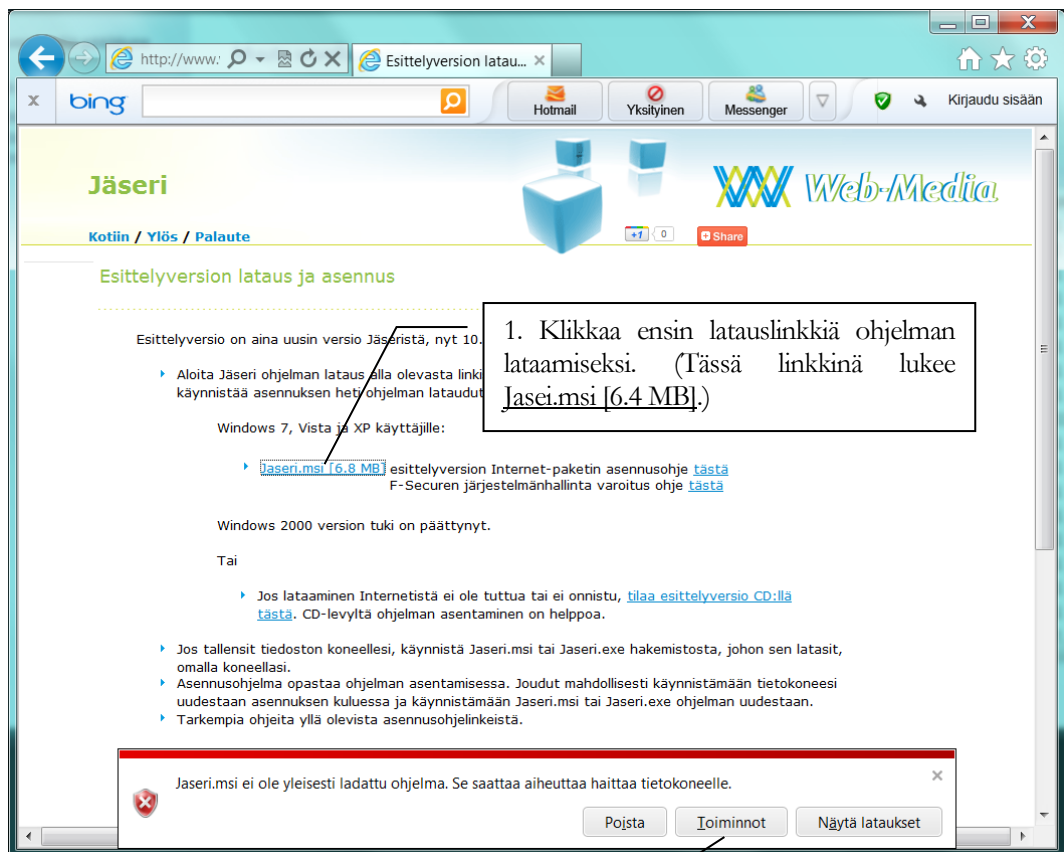 http://www.
Esittelyversion latau...
bing
Hotmail
Yksityinen
Messenger
Kirjaudu sisään
Jäseri
Web-Media
Kotiin / Ylös / Palaute
+1 0
Share
Esittelyversion lataus ja asennus
1. Klikkaa ensin latauslinkkiä ohjelman
lataamiseksi. (Tässä linkkinä lukee
Jasei.msi [6.4 MB].)
Esittelyversio on aina uusin versio Jäseristä, nyt 10.
Aloita Jäseri ohjelman lataus alla olevasta linki
käynnistää asennuksen heti ohjelman lataudut
Windows 7, Vista ja XP käyttäjille:
Jaseri.msi [6.8 MB] esittelyversion Internet-paketin asennusohje tästä
F-Securen järjestelmänhallinta varoitus ohje tästä
Windows 2000 version tuki on päättynyt.
Tai
Jos lataaminen Internetistä ei ole tuttua tai ei onnistu, tilaa esittelyversio CD:llä
tästä. CD-levyltä ohjelman asentaminen on helppoa.
Jos tallensit tiedoston koneellesi, käynnistä Jaseri.msi tai Jaseri.exe hakemistosta, johon sen latasit,
omalla koneellasi.
Asennusohjelma opastaa ohjelman asentamisessa. Joudut mahdollisesti käynnistämään tietokoneesi
uudestaan asennuksen kuluessa ja käynnistämään Jaseri.msi tai Jaseri.exe ohjelman uudestaan.
Tarkempia ohjeita yllä olevista asennusohjelinkeistä.
Jaseri.msi ei ole yleisesti ladattu ohjelma. Se saattaa aiheuttaa haittaa tietokoneelle.
Poista
Toiminnot
Näytä lataukset